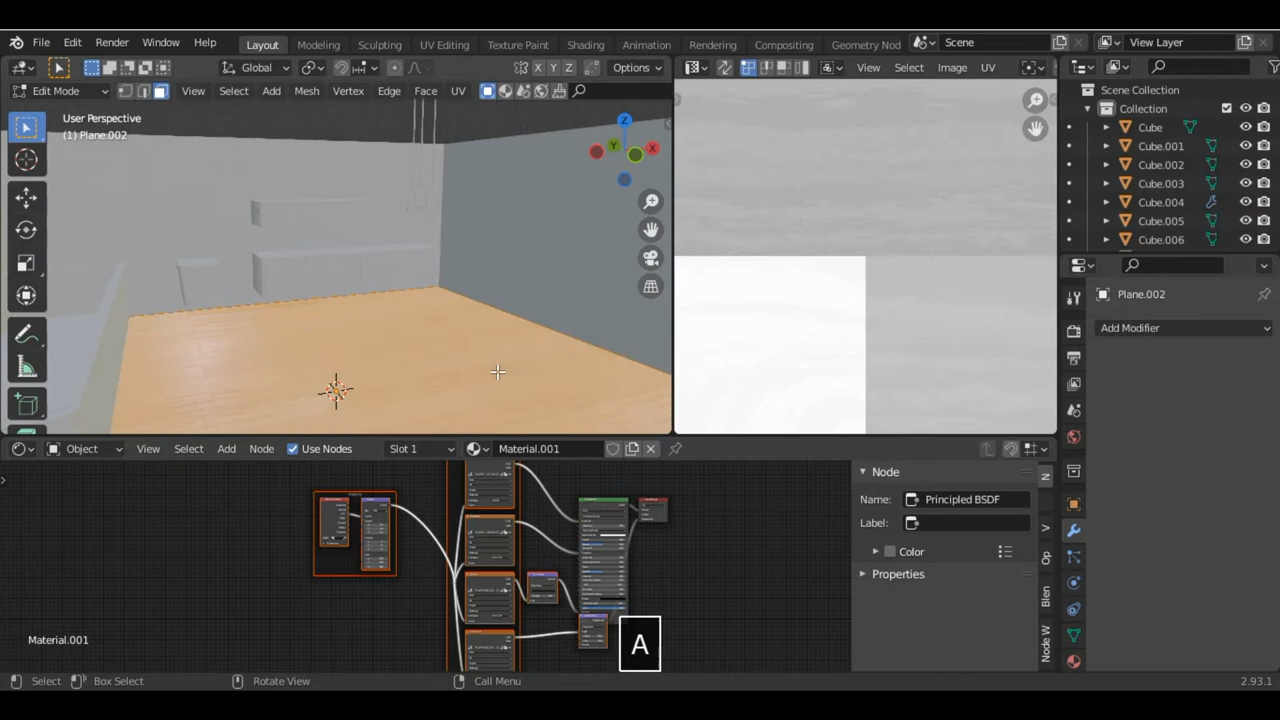 File Edit Render Window Help
Layout Modeling Sculpting UV Editing Texture Paint Shading Animation Rendering Compositing Geometry Nod
Scene
View Layer
Global
Options
View Select Image UV
Edit Mode
View Select Add Mesh Vertex Edge Face UV
User Perspective
(1) Plane.002
Z
Y
X
Scene Collection
Collection
Cube
Cube.001
Cube.002
Cube.003
Cube.004
Cube.005
Cube.006
Plane.002
Add Modifier
Object
View Select Add Node
Use Nodes
Slot 1
Material.001
Node
Name: Principled BSDF
Label:
Color
Properties
N
V
Op
Blen
Node W
Material.001
A
Select
Box Select
Rotate View
Call Menu
2.93.1